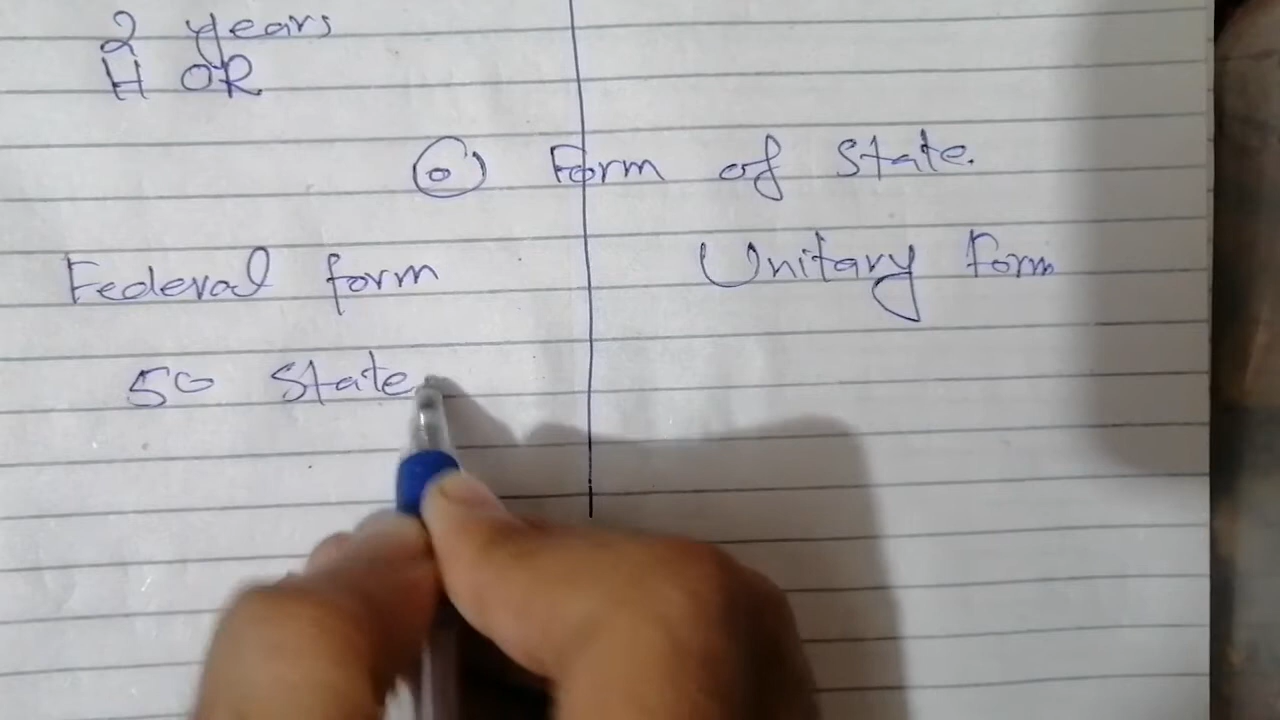 2 years
H OR
⊙ Form of State.
Federal form
Unitary Form
50 State